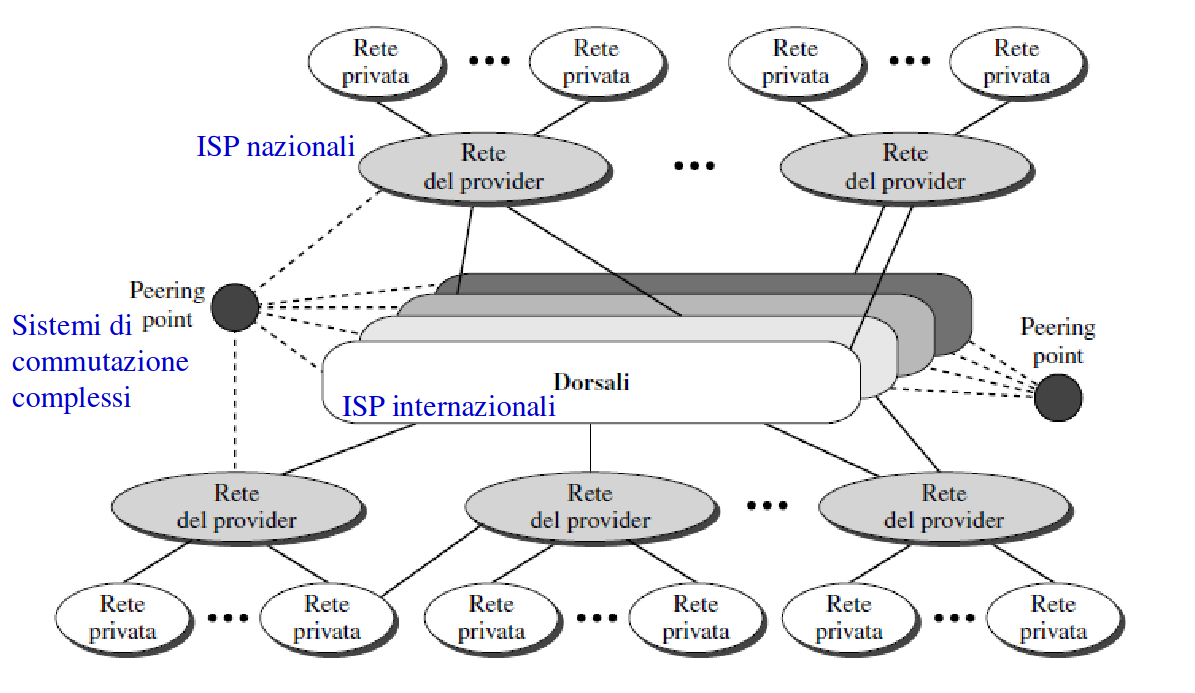 Rete
privata
Rete
privata
Rete
privata
Rete
privata
ISP nazionali
Rete
del provider
Rete
del provider
Peering
point
Sistemi di
commutazione
complessi
Peering
point
Dorsali
ISP internazionali
Rete
del provider
Rete
del provider
Rete
del provider
Rete
privata
Rete
privata
Rete
privata
Rete
privata
Rete
privata
Rete
privata